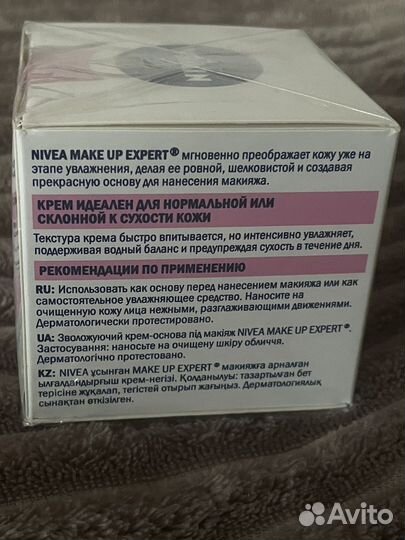 NIVEA MAKE UP EXPERT® мгновенно преображает кожу уже на
этапе увлажнения, делая ее ровной, шелковистой и создавая
прекрасную основу для нанесения макияжа.
КРЕМ ИДЕАЛЕН ДЛЯ НОРМАЛЬНОЙ ИЛИ
СКЛОННОЙ К СУХОСТИ КОЖИ
Текстура крема быстро впитывается, но интенсивно увлажняет,
поддерживая водный баланс и предупреждая сухость в течение дня.
РЕКОМЕНДАЦИИ ПО ПРИМЕНЕНИЮ
RU: Использовать как основу перед нанесением макияжа или как
самостоятельное увлажняющее средство. Наносите на
очищенную кожу лица нежными, разглаживающими движениями.
Дерматологически протестировано.
UA: Зволожуючий крем-основа під макіяж NIVEA MAKE UP EXPERT®.
Застосування: наносьте на очищену шкіру обличчя.
Дерматологічно протестовано.
KZ: NIVEA ұсынған MAKE UP EXPERT® макияжға арналған
ылғалдандырғыш крем-негізі. Қолданылуы: тазартылған бет
терісіне жұқалап, тегістей отырып жағыңыз. Дерматологиялық
сынақтан өткізілген.
Avito